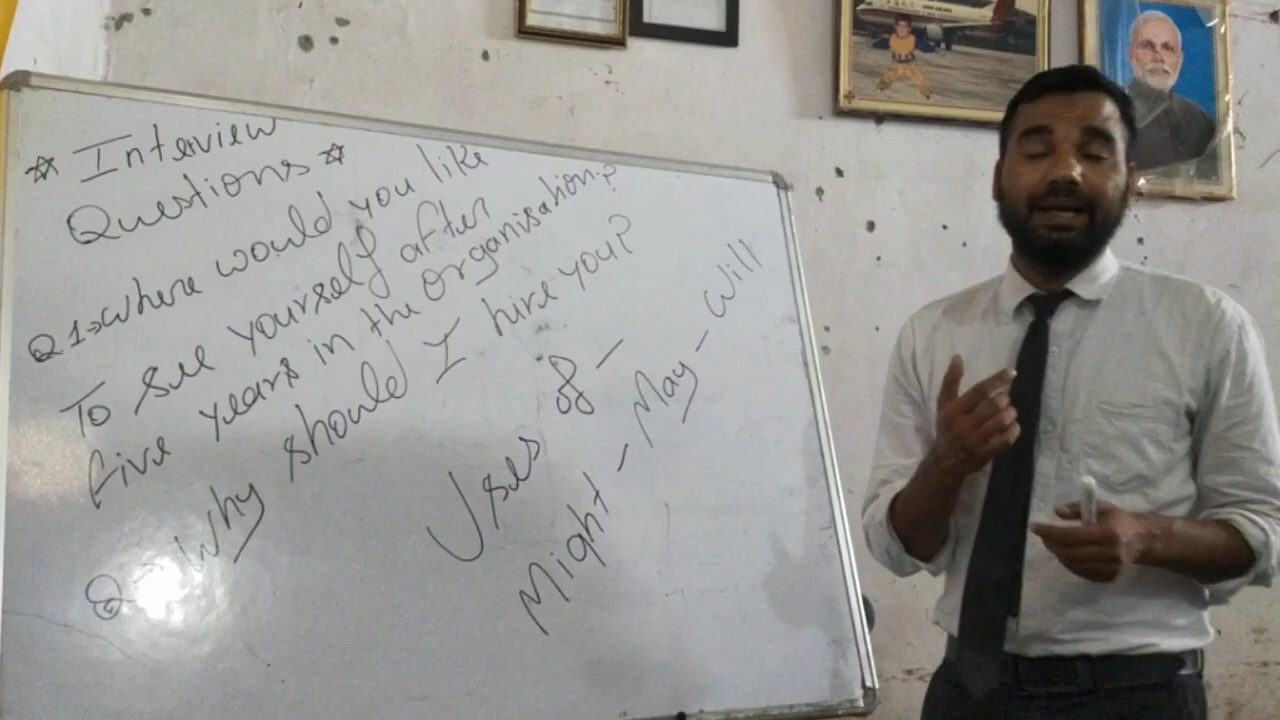 ☆ Interview
Questions ☆
Q1→ Where would you like
To see yourself after
five years in the organisation?
Q→ Why should I hire you?
Uses of –
Might – May – Will